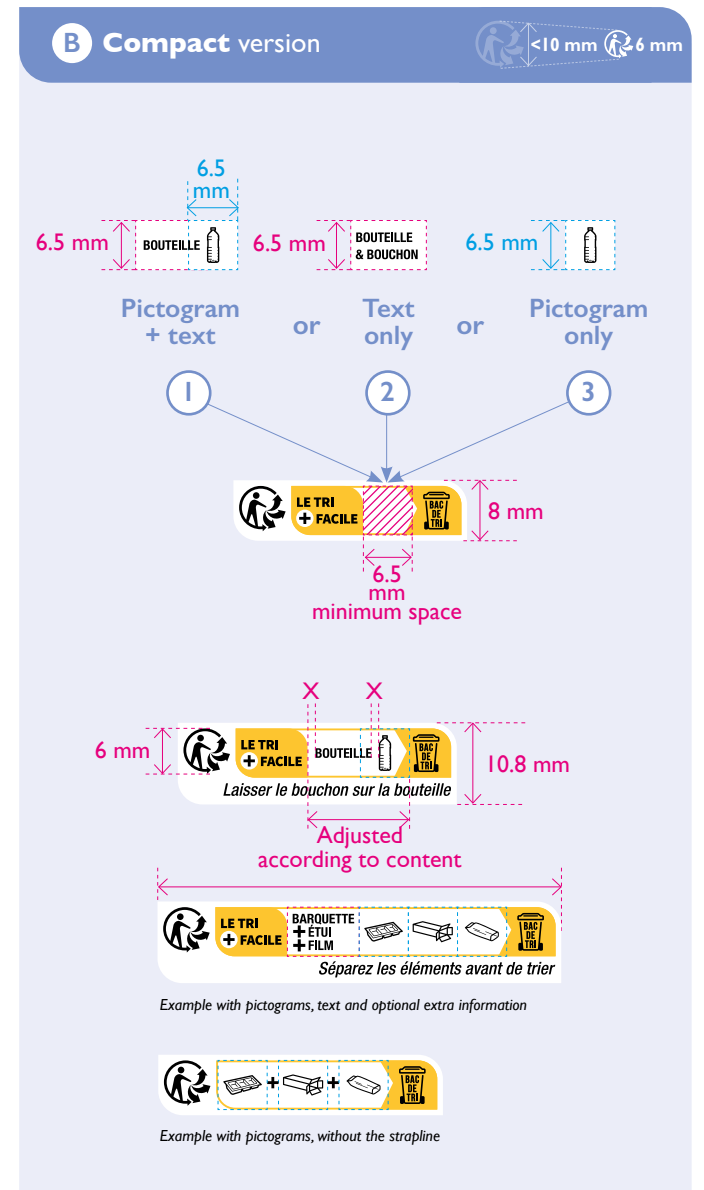 B Compact version
<10 mm 6 mm
6.5
mm
6.5 mm
BOUTEILLE
6.5 mm
BOUTEILLE
& BOUCHON
6.5 mm
Pictogram
+ text
or
Text
only
or
Pictogram
only
1
2
3
LE TRI
+ FACILE
BAC
DE
TRI
8 mm
6.5
mm
minimum space
X X
6 mm
LE TRI
+ FACILE
BOUTEILLE
BAC
DE
TRI
10.8 mm
Laisser le bouchon sur la bouteille
Adjusted
according to content
LE TRI
+ FACILE
BARQUETTE
+ ÉTUI
+ FILM
BAC
DE
TRI
Séparez les éléments avant de trier
Example with pictograms, text and optional extra information
+ +
BAC
DE
TRI
Example with pictograms, without the strapline